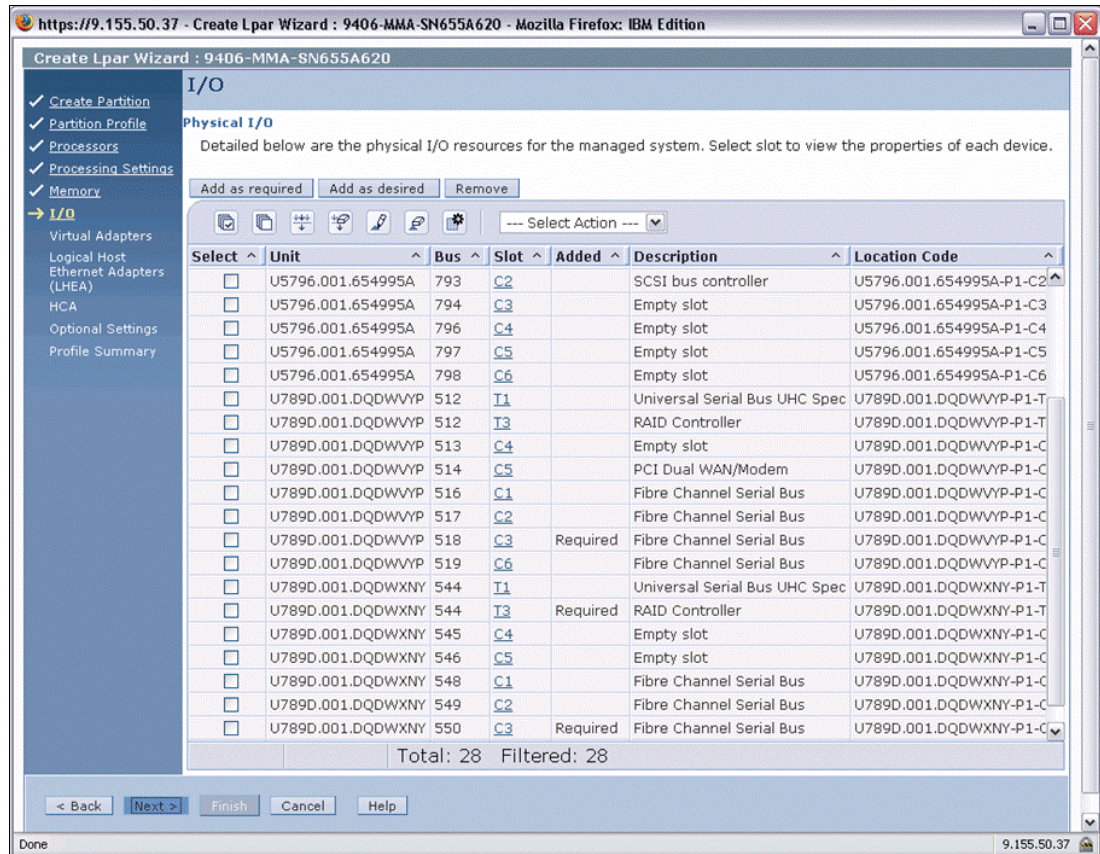 https://9.155.50.37 - Create Lpar Wizard : 9406-MMA-SN655A620 - Mozilla Firefox: IBM Edition
Create Lpar Wizard : 9406-MMA-SN655A620
Create Partition
Partition Profile
Processors
Processing Settings
Memory
I/O
Virtual Adapters
Logical Host
Ethernet Adapters
(LHEA)
HCA
Optional Settings
Profile Summary
I/O
Physical I/O
Detailed below are the physical I/O resources for the managed system. Select slot to view the properties of each device.
Add as required Add as desired Remove
--- Select Action ---
Select ^ Unit ^ Bus ^ Slot ^ Added ^ Description ^ Location Code ^
U5796.001.654995A 793 C2 SCSI bus controller U5796.001.654995A-P1-C2
U5796.001.654995A 794 C3 Empty slot U5796.001.654995A-P1-C3
U5796.001.654995A 796 C4 Empty slot U5796.001.654995A-P1-C4
U5796.001.654995A 797 C5 Empty slot U5796.001.654995A-P1-C5
U5796.001.654995A 798 C6 Empty slot U5796.001.654995A-P1-C6
U789D.001.DQDWVYP 512 T1 Universal Serial Bus UHC Spec U789D.001.DQDWVYP-P1-T
U789D.001.DQDWVYP 512 T3 RAID Controller U789D.001.DQDWVYP-P1-T
U789D.001.DQDWVYP 513 C4 Empty slot U789D.001.DQDWVYP-P1-C
U789D.001.DQDWVYP 514 C5 PCI Dual WAN/Modem U789D.001.DQDWVYP-P1-C
U789D.001.DQDWVYP 516 C1 Fibre Channel Serial Bus U789D.001.DQDWVYP-P1-C
U789D.001.DQDWVYP 517 C2 Fibre Channel Serial Bus U789D.001.DQDWVYP-P1-C
U789D.001.DQDWVYP 518 C3 Required Fibre Channel Serial Bus U789D.001.DQDWVYP-P1-C
U789D.001.DQDWVYP 519 C6 Fibre Channel Serial Bus U789D.001.DQDWVYP-P1-C
U789D.001.DQDWXNY 544 T1 Universal Serial Bus UHC Spec U789D.001.DQDWXNY-P1-T
U789D.001.DQDWXNY 544 T3 Required RAID Controller U789D.001.DQDWXNY-P1-T
U789D.001.DQDWXNY 545 C4 Empty slot U789D.001.DQDWXNY-P1-C
U789D.001.DQDWXNY 546 C5 Empty slot U789D.001.DQDWXNY-P1-C
U789D.001.DQDWXNY 548 C1 Fibre Channel Serial Bus U789D.001.DQDWXNY-P1-C
U789D.001.DQDWXNY 549 C2 Fibre Channel Serial Bus U789D.001.DQDWXNY-P1-C
U789D.001.DQDWXNY 550 C3 Required Fibre Channel Serial Bus U789D.001.DQDWXNY-P1-C
Total: 28 Filtered: 28
< Back Next > Finish Cancel Help
Done 9.155.50.37